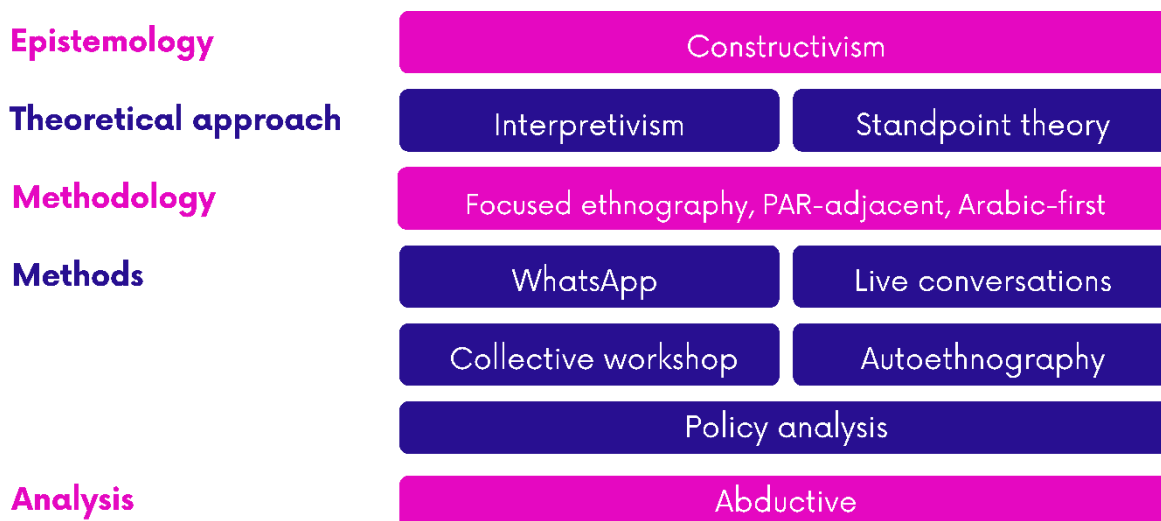 Epistemology
Constructivism
Theoretical approach
Interpretivism
Standpoint theory
Methodology
Focused ethnography, PAR-adjacent, Arabic-first
Methods
WhatsApp
Live conversations
Collective workshop
Autoethnography
Policy analysis
Analysis
Abductive